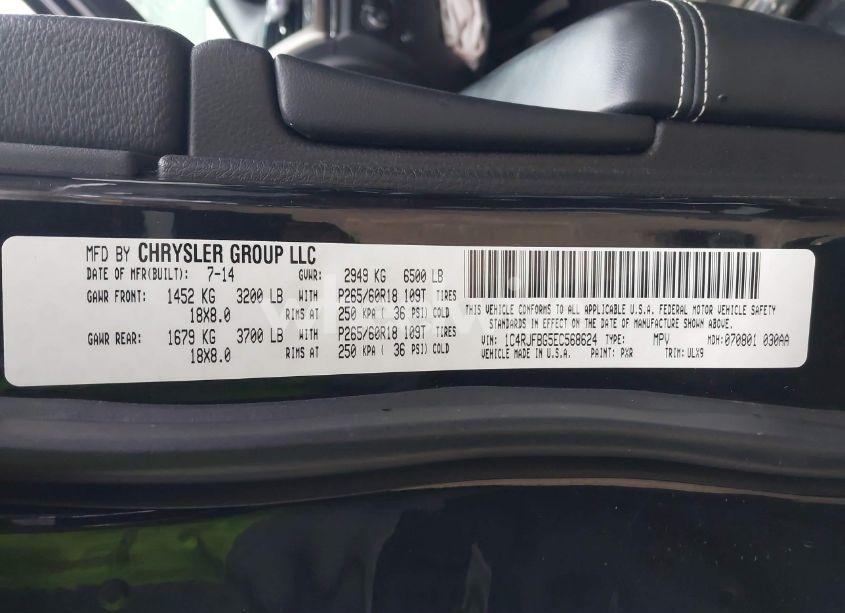 MFD BY CHRYSLER GROUP LLC
DATE OF MFR(BUILT): 7-14 GVWR: 2949 KG 6500 LB
GAWR FRONT: 1452 KG 3200 LB WITH P265/60R18 109T TIRES
18X8.0 RIMS AT 250 KPA ( 36 PSI) COLD
GAWR REAR: 1679 KG 3700 LB WITH P265/60R18 109T TIRES
18X8.0 RIMS AT 250 KPA ( 36 PSI) COLD
THIS VEHICLE CONFORMS TO ALL APPLICABLE U.S.A. FEDERAL MOTOR VEHICLE SAFETY
STANDARDS IN EFFECT ON THE DATE OF MANUFACTURE SHOWN ABOVE.
VIN: 1C4RJFBG5EC568624 TYPE: MPV MDH: 070801 030AA
VEHICLE MADE IN U.S.A. PAINT: PXR TRIM: ULX9